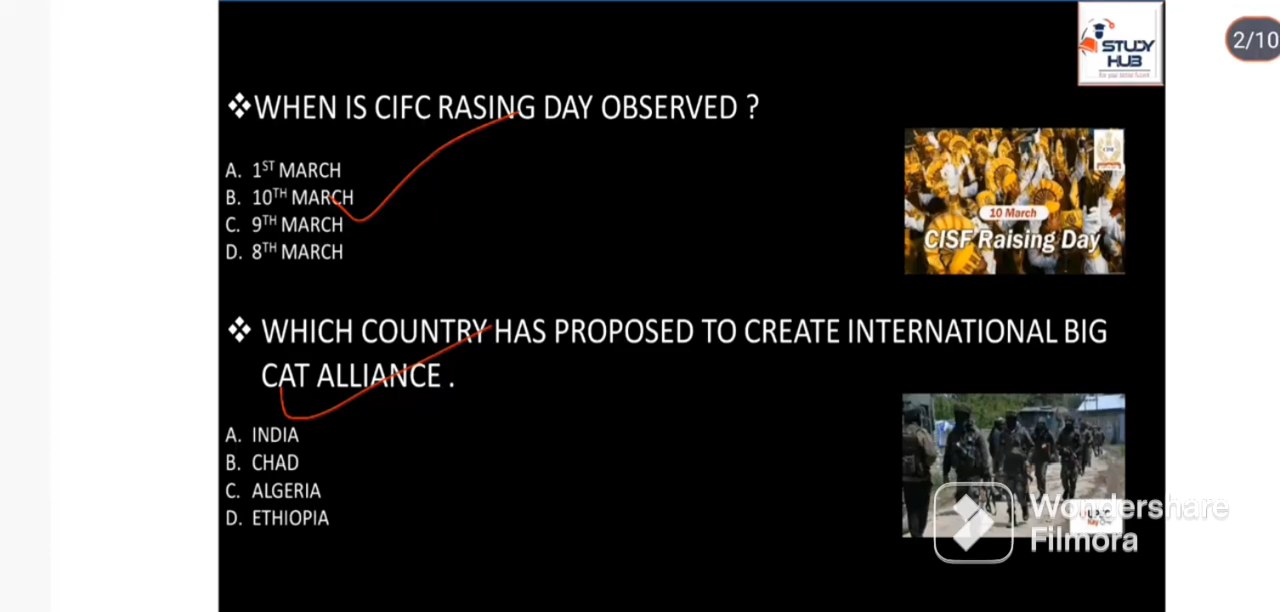 STUDY
HUB
2/10
❖WHEN IS CIFC RASING DAY OBSERVED ?
A. 1ST MARCH
B. 10TH MARCH
C. 9TH MARCH
D. 8TH MARCH
10 March
CISF Raising Day
❖ WHICH COUNTRY HAS PROPOSED TO CREATE INTERNATIONAL BIG
CAT ALLIANCE .
A. INDIA
B. CHAD
C. ALGERIA
D. ETHIOPIA
Wondershare
Filmora